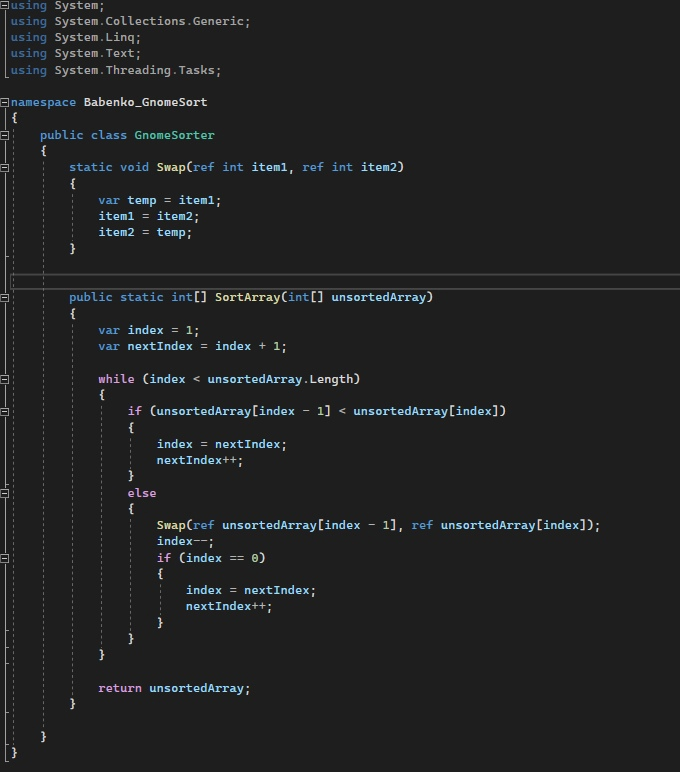 using System;
using System.Collections.Generic;
using System.Linq;
using System.Text;
using System.Threading.Tasks;
namespace Babenko_GnomeSort
{
public class GnomeSorter
{
static void Swap(ref int item1, ref int item2)
{
var temp = item1;
item1 = item2;
item2 = temp;
}
public static int[] SortArray(int[] unsortedArray)
{
var index = 1;
var nextIndex = index + 1;
while (index < unsortedArray.Length)
{
if (unsortedArray[index - 1] < unsortedArray[index])
{
index = nextIndex;
nextIndex++;
}
else
{
Swap(ref unsortedArray[index - 1], ref unsortedArray[index]);
index--;
if (index == 0)
{
index = nextIndex;
nextIndex++;
}
}
}
return unsortedArray;
}
}
}